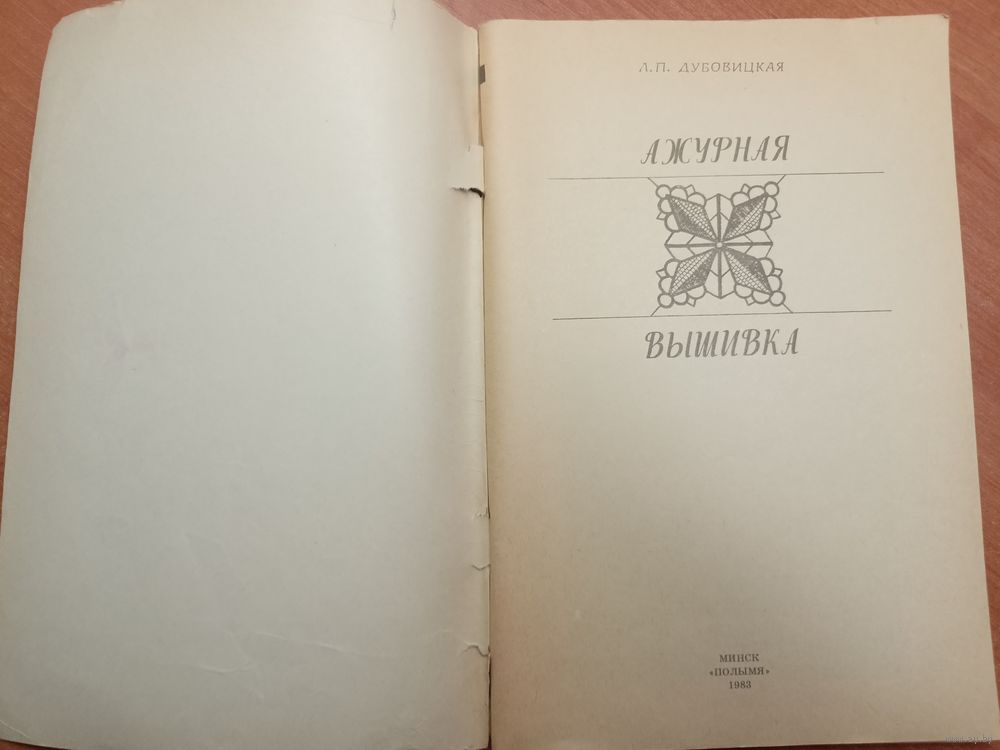 Л.П. ДУБОВИЦКАЯ
АЖУРНАЯ
ВЫШИВКА
МИНСК
«ПОЛЫМЯ»
1983